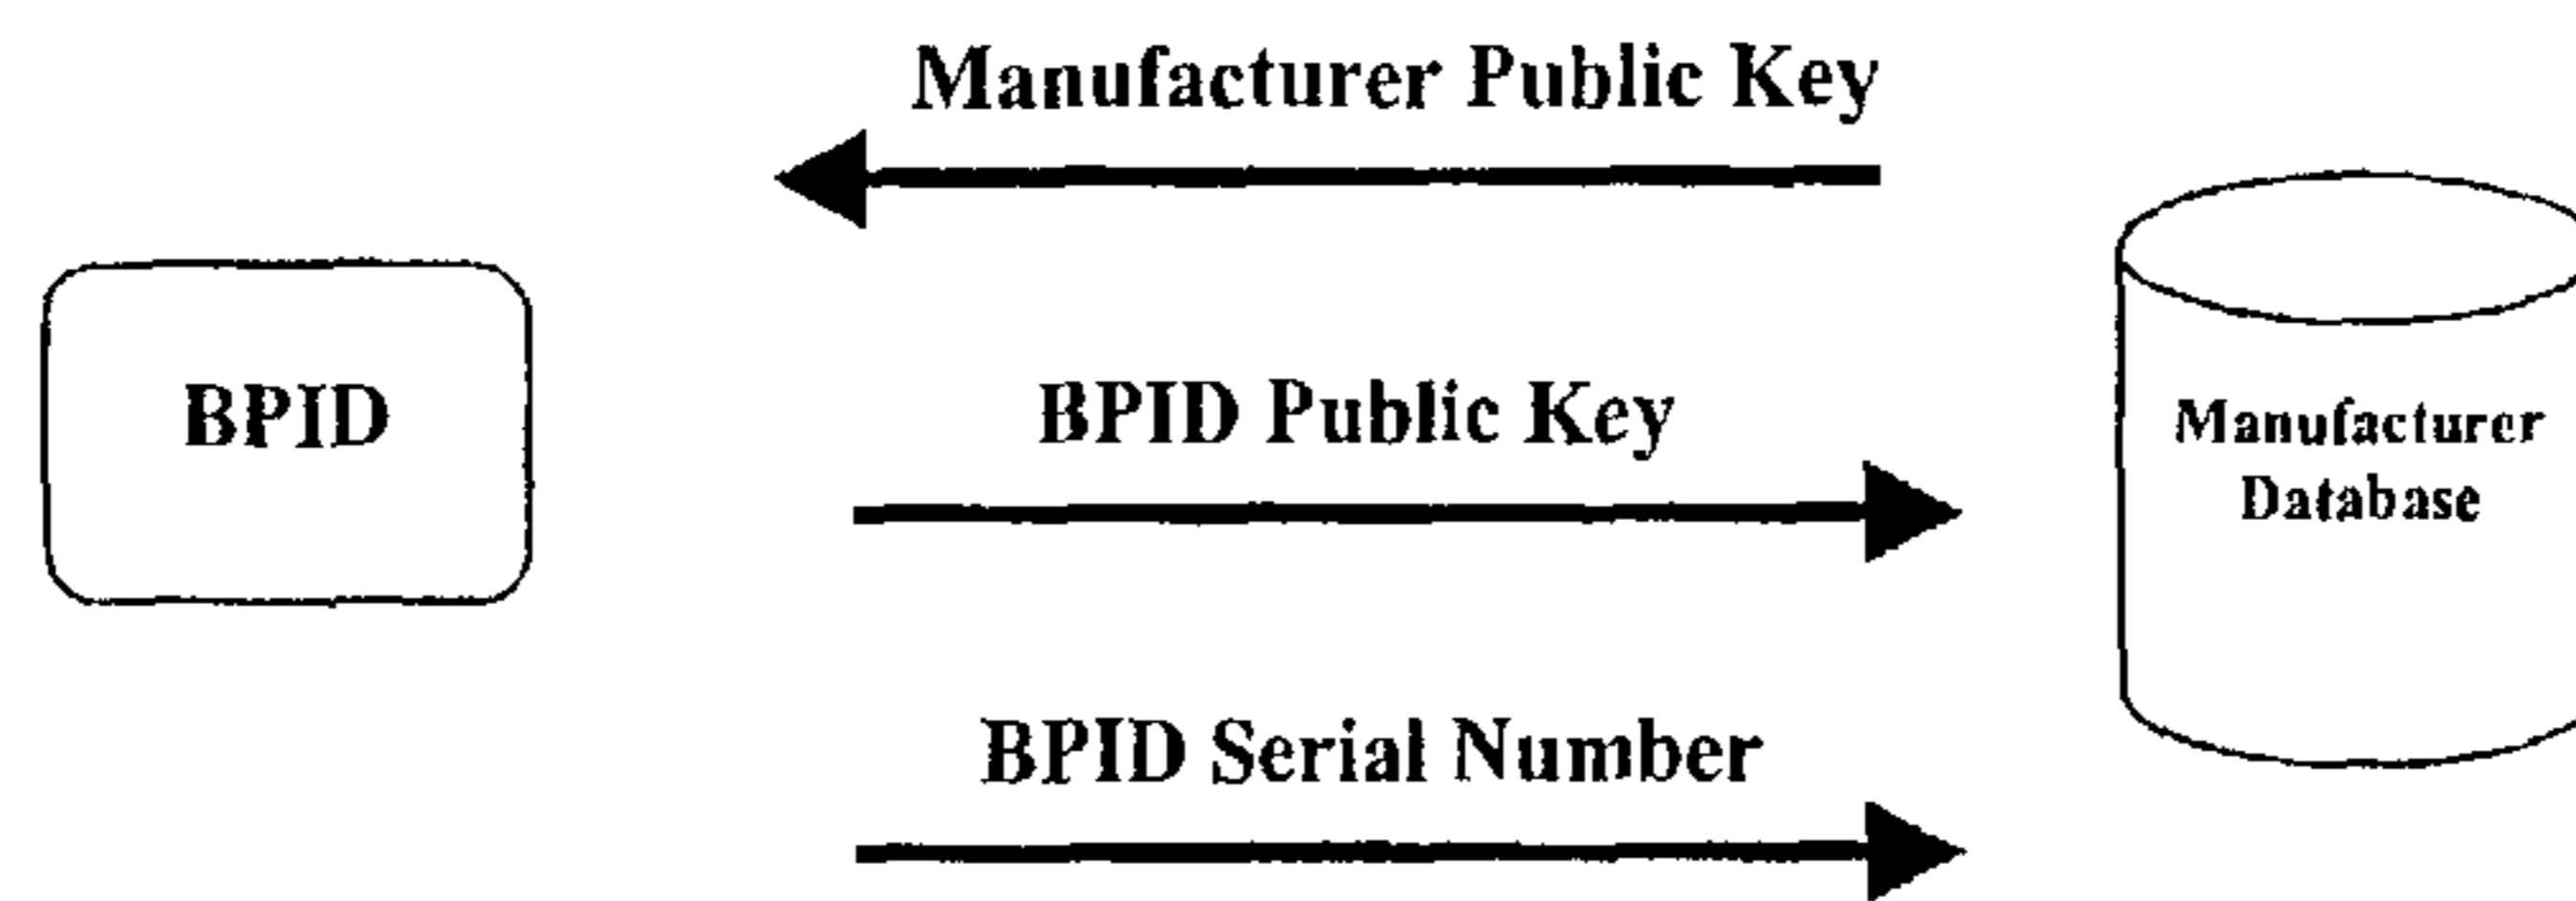 Manufacturer Public Key
BPID
BPID Public Key
Manufacturer
Database
BPID Serial Number